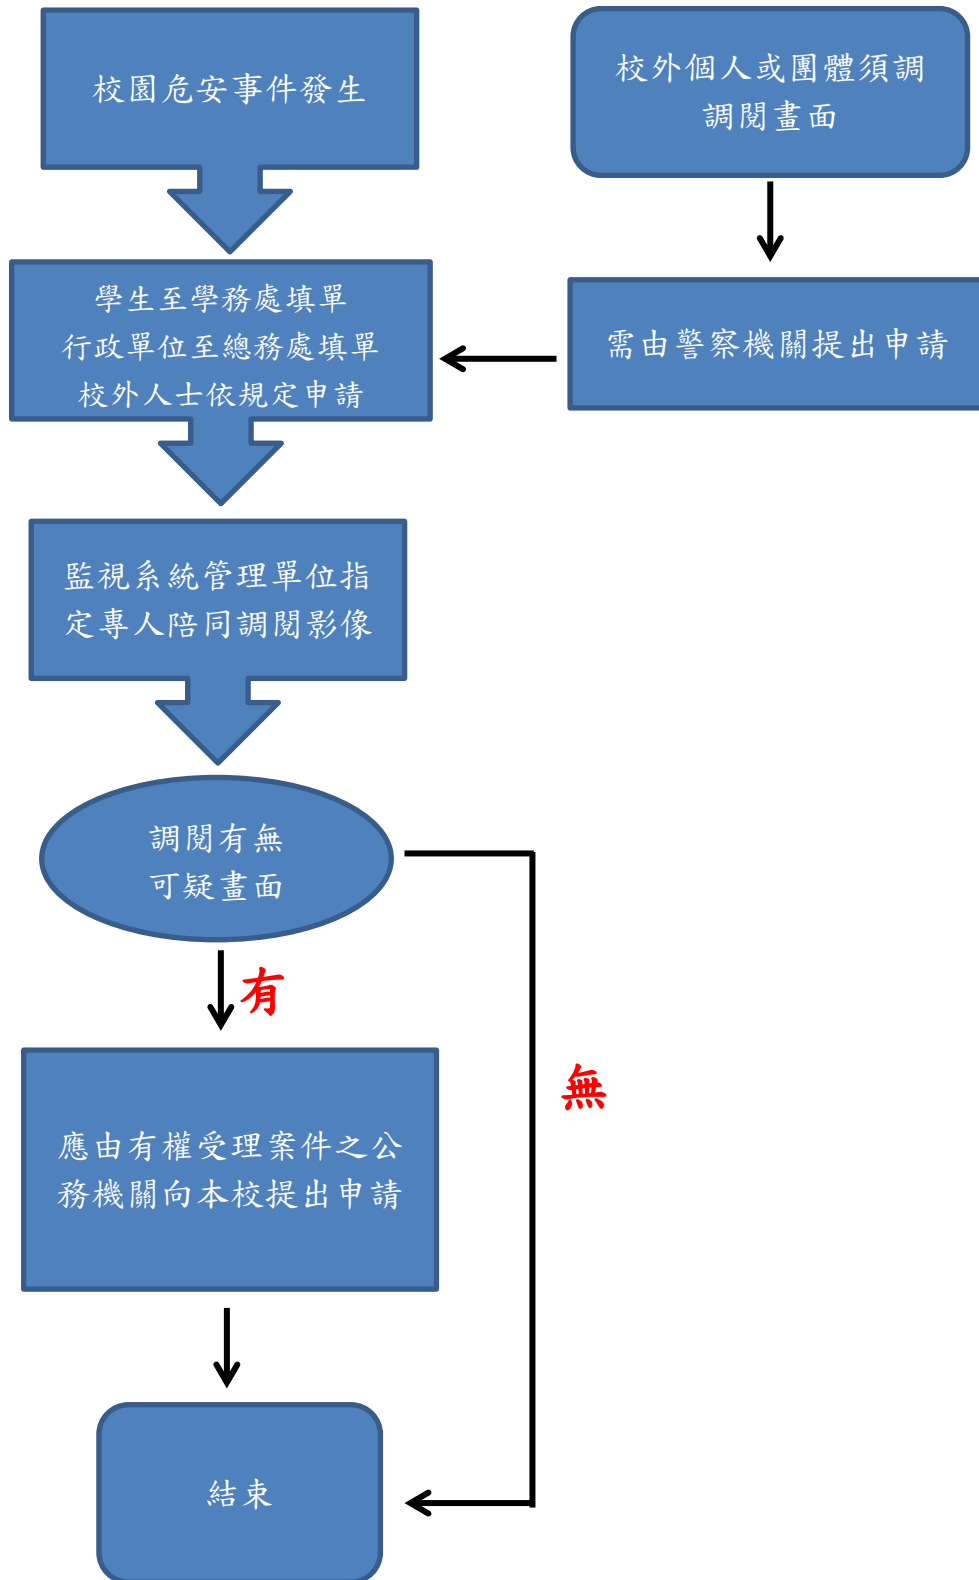 校園危安事件發生
校外個人或團體須調
調閱畫面
學生至學務處填單
行政單位至總務處填單
校外人士依規定申請
需由警察機關提出申請
監視系統管理單位指
定專人陪同調閱影像
調閱有無
可疑畫面
有
無
應由有權受理案件之公
務機關向本校提出申請
結束